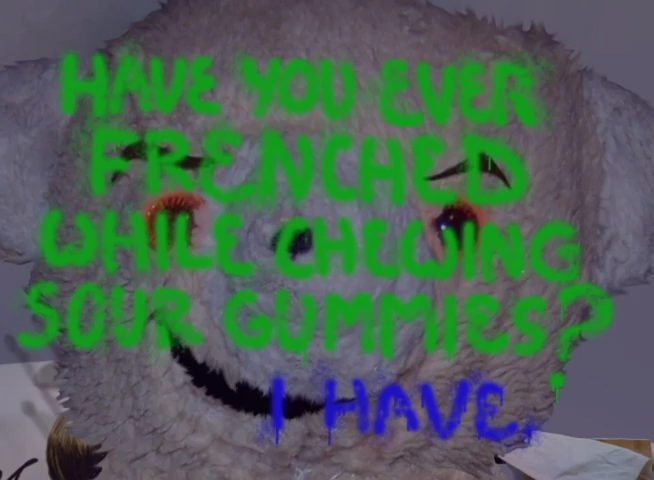 HAVE YOU EVER
FRENCHED
WHILE CHEWING
SOUR GUMMIES?
I HAVE.